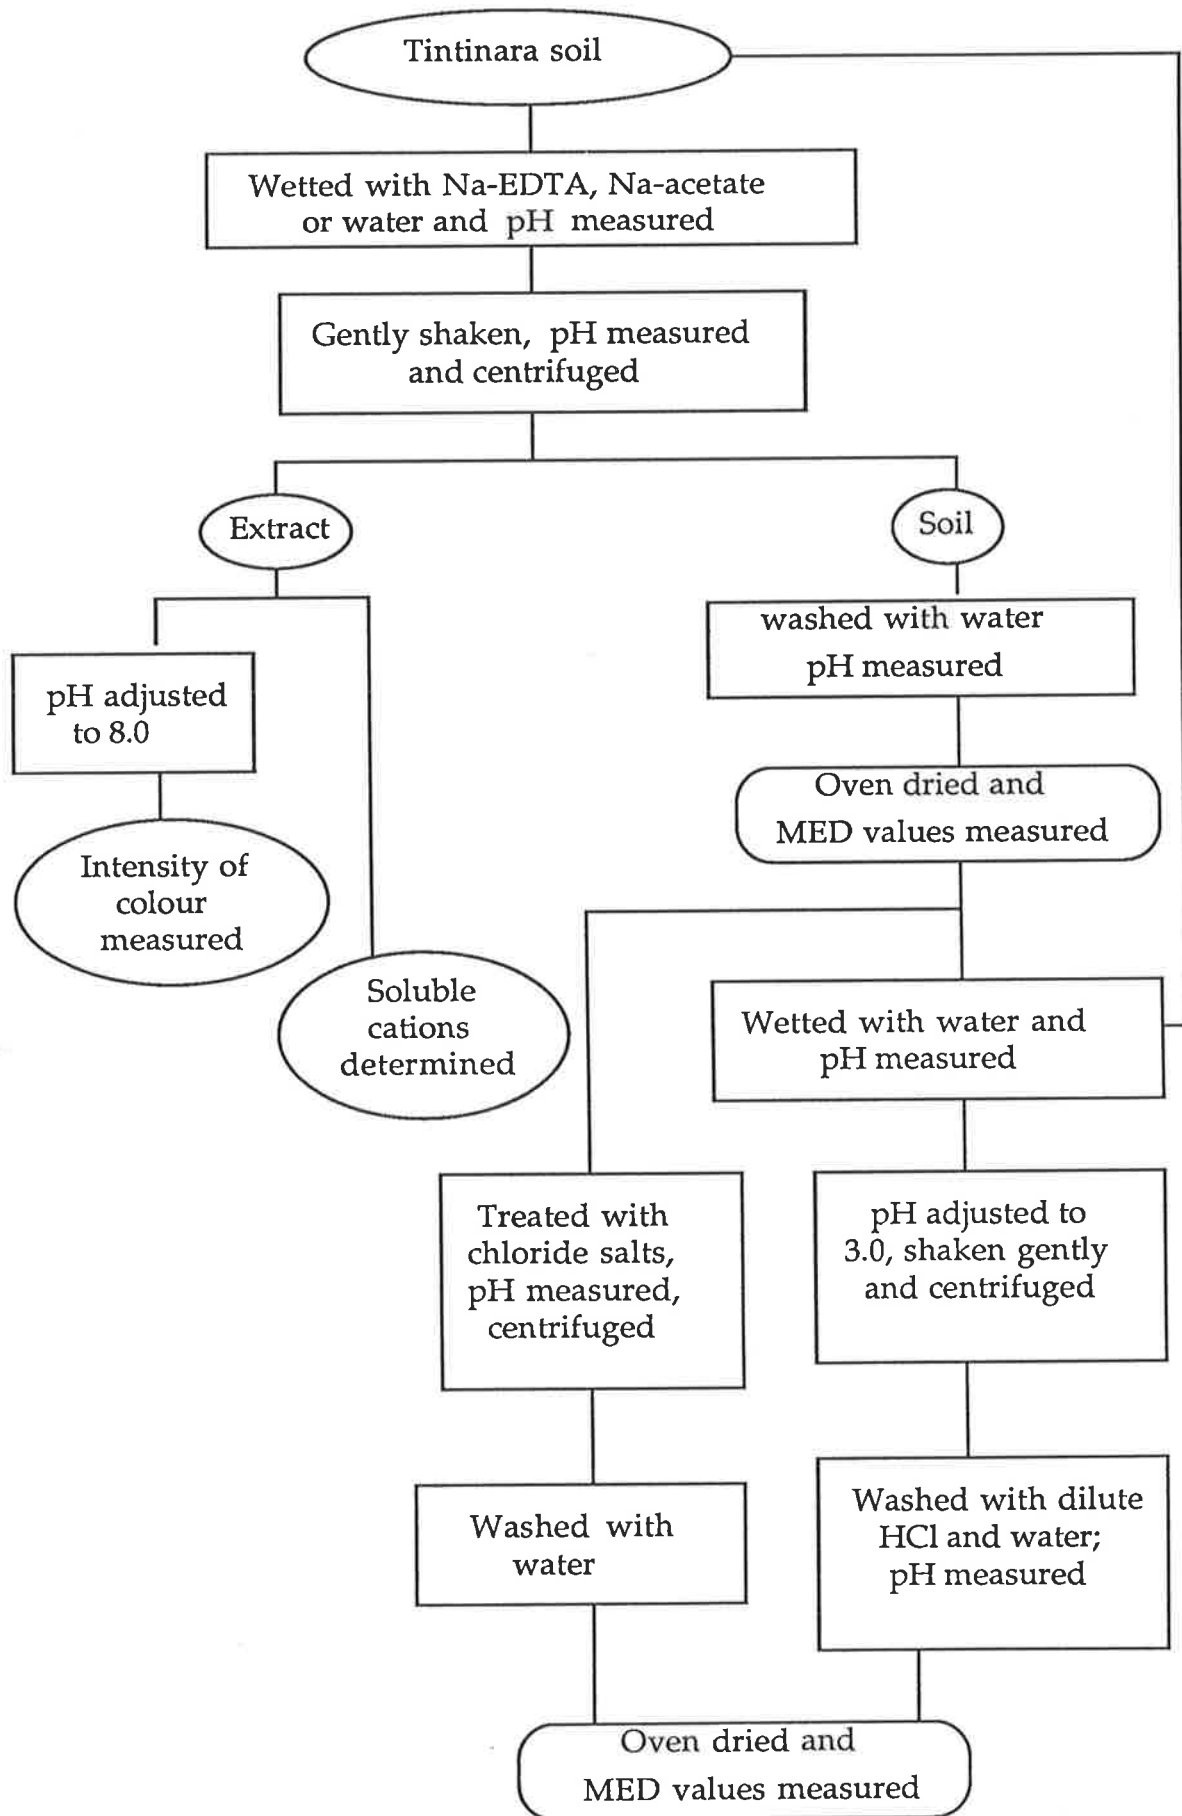 Tintinara soil
Wetted with Na-EDTA, Na-acetate
or water and pH measured
Gently shaken, pH measured
and centrifuged
Extract
Soil
washed with water
pH measured
pH adjusted
to 8.0
Oven dried and
MED values measured
Intensity of
colour
measured
Soluble
cations
determined
Wetted with water and
pH measured
Treated with
chloride salts,
pH measured,
centrifuged
pH adjusted to
3.0, shaken gently
and centrifuged
Washed with
water
Washed with dilute
HCl and water;
pH measured
Oven dried and
MED values measured